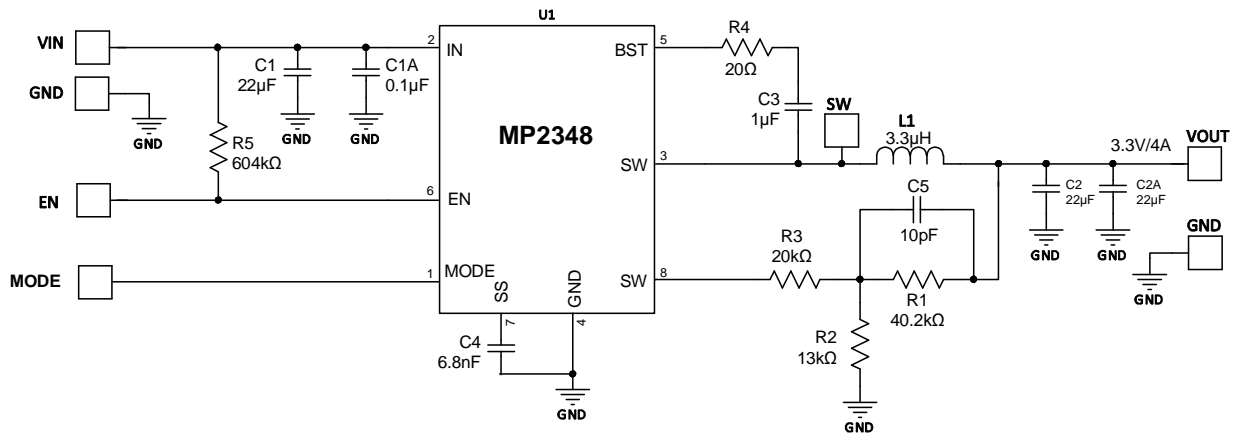 U1
VIN
2
IN
BST
5
R4
20Ω
C1
22µF
C1A
0.1µF
GND
GND
GND
GND
C3
1µF
SW
L1
3.3µH
MP2348
R5
604kΩ
SW
3
3.3V/4A
VOUT
C5
10pF
C2
22µF
C2A
22µF
GND
GND
EN
6
EN
R3
20kΩ
GND
GND
MODE
1
MODE
SS
GND
SW
8
R1
40.2kΩ
7
4
C4
6.8nF
R2
13kΩ
GND
GND